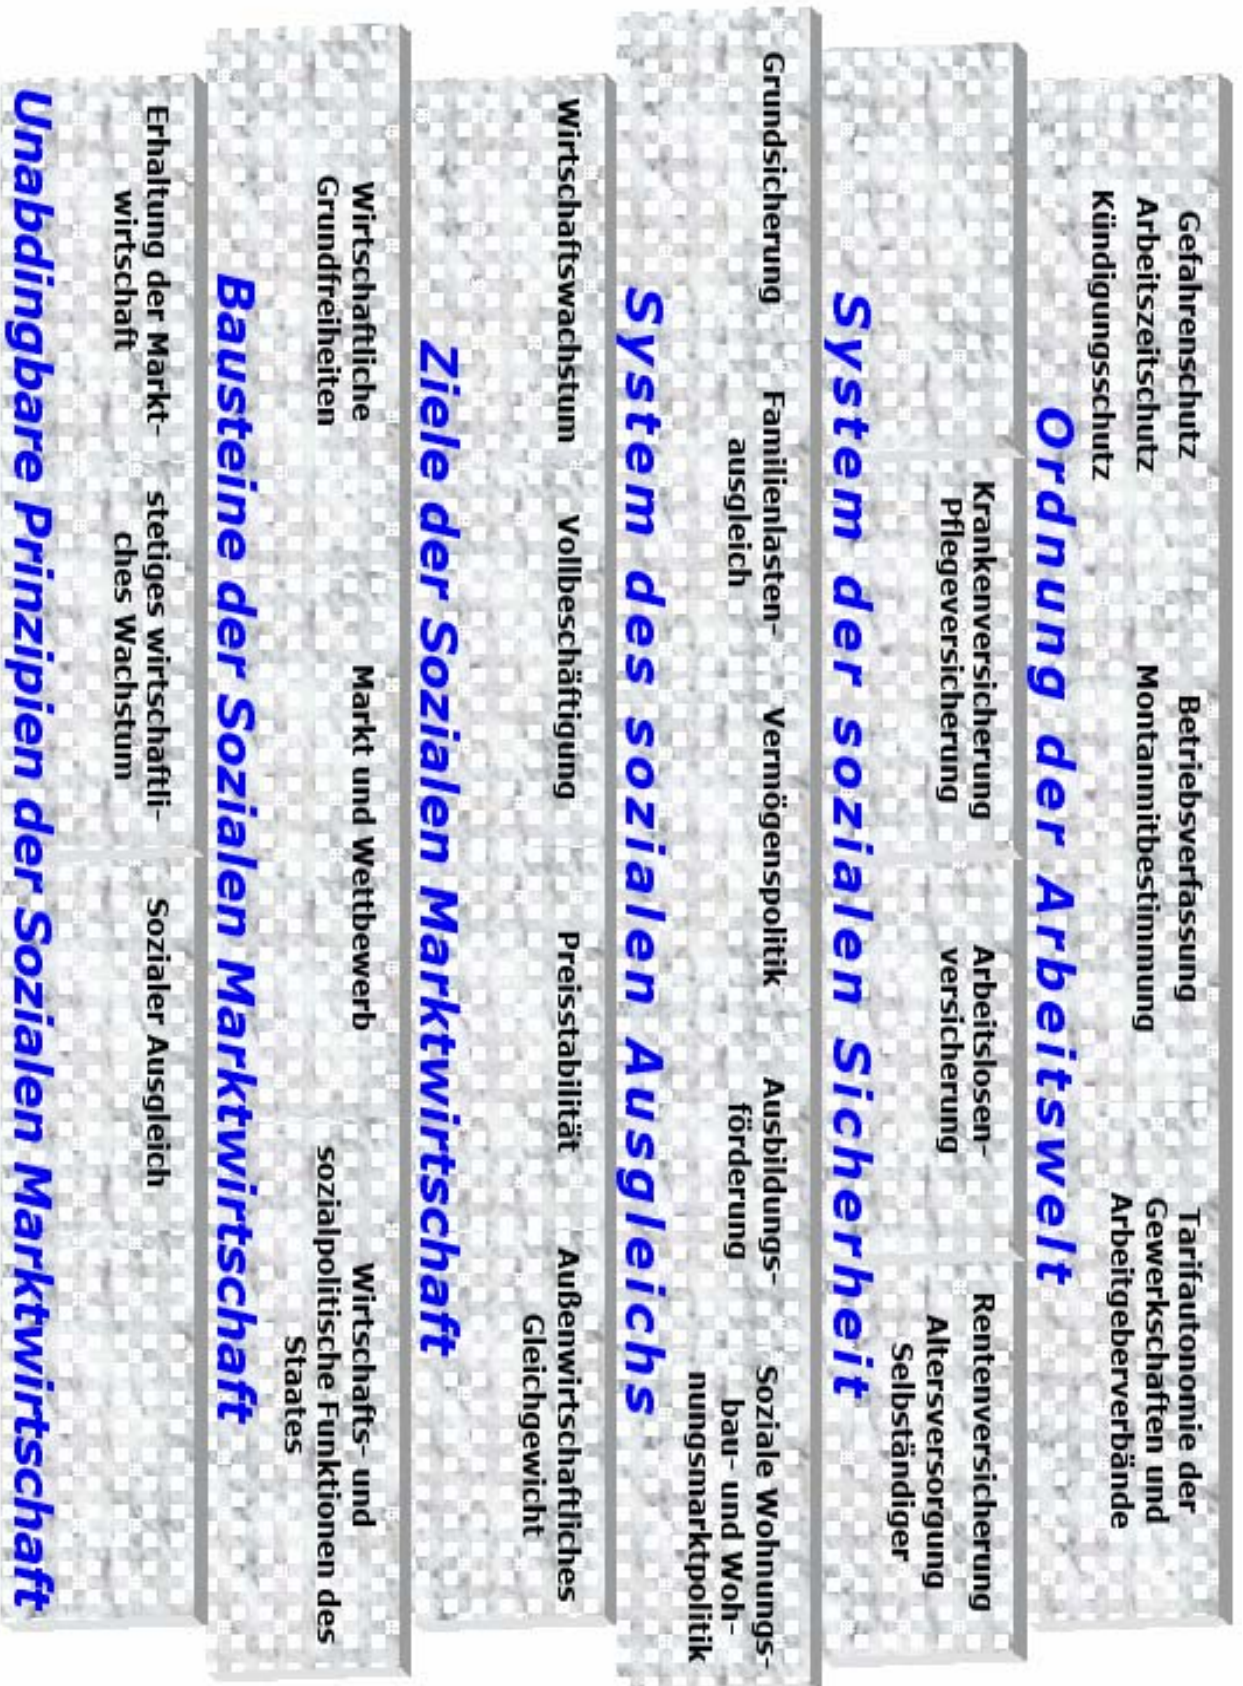 Gefahrenschutz
Arbeitszeitschutz
Kündigungsschutz
Betriebsverfassung
Montanmitbestimmung
Tarifautonomie der
Gewerkschaften und
Arbeitgeberverbände
Ordnung der Arbeitswelt
Krankenversicherung
Pflegeversicherung
Arbeitslosen-
versicherung
Rentenversicherung
Altersversorgung
Selbständiger
System der sozialen Sicherheit
Grundsicherung
Familienlasten-
ausgleich
Vermögenspolitik
Ausbildungs-
förderung
Soziale Wohnungs-
bau- und Woh-
nungsmarktpolitik
System des sozialen Ausgleichs
Wirtschaftswachstum
Vollbeschäftigung
Preisstabilität
Außenwirtschaftliches
Gleichgewicht
Ziele der Sozialen Marktwirtschaft
Wirtschaftliche
Grundfreiheiten
Markt und Wettbewerb
Wirtschafts- und
sozialpolitische Funktionen des
Staates
Bausteine der Sozialen Marktwirtschaft
Erhaltung der Markt-
wirtschaft
stetiges wirtschaftli-
ches Wachstum
Sozialer Ausgleich
Unabdingbare Prinzipien der Sozialen Marktwirtschaft